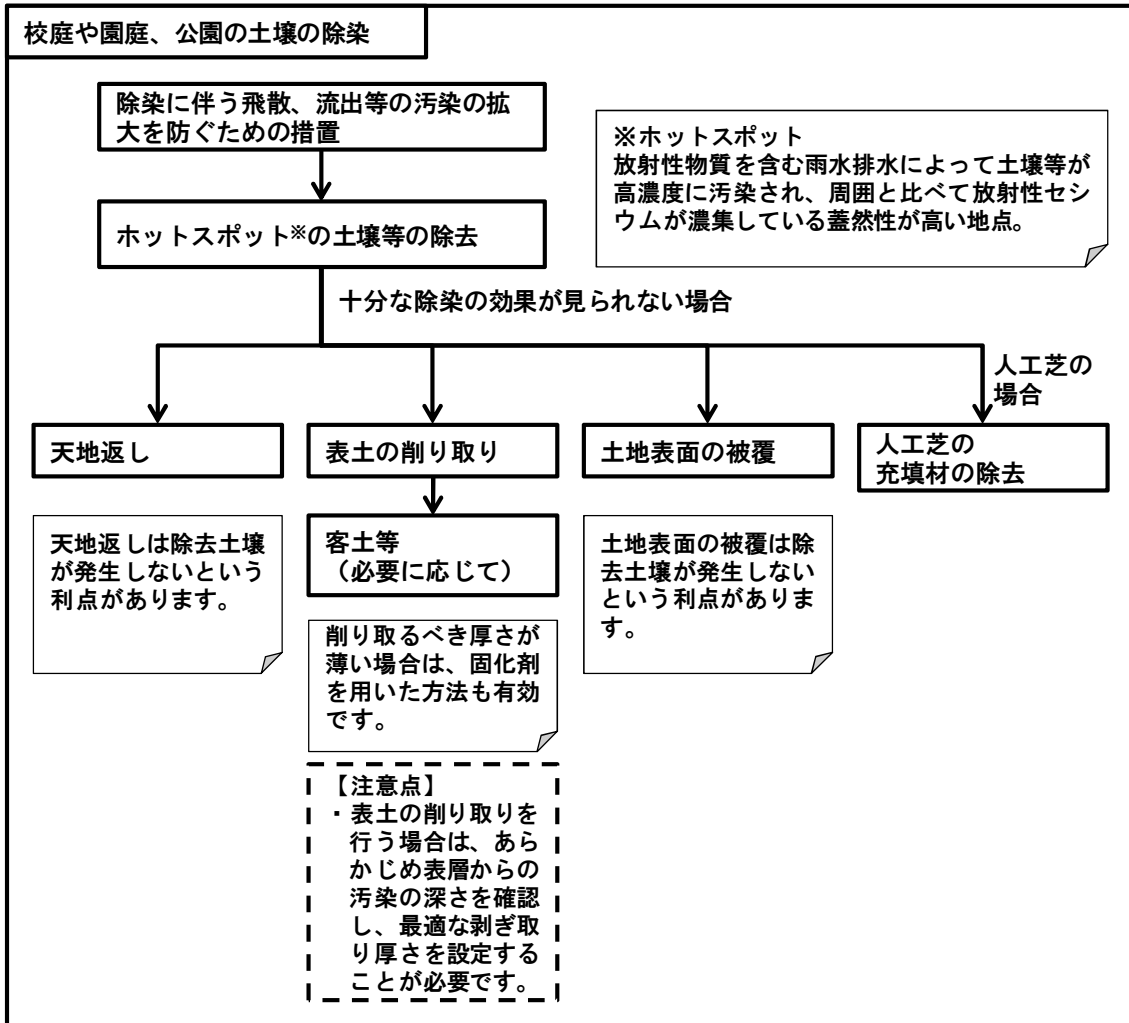 校庭や園庭、公園の土壌の除染
除染に伴う飛散、流出等の汚染の拡
大を防ぐための措置
※ホットスポット
放射性物質を含む雨水排水によって土壌等が
高濃度に汚染され、周囲と比べて放射性セシ
ウムが濃集している蓋然性が高い地点。
ホットスポット※の土壌等の除去
十分な除染の効果が見られない場合
人工芝の
場合
天地返し
表土の削り取り
土地表面の被覆
人工芝の
充填材の除去
天地返しは除去土壌
が発生しないという
利点があります。
客土等
（必要に応じて）
土地表面の被覆は除
去土壌が発生しない
という利点がありま
す。
削り取るべき厚さが
薄い場合は、固化剤
を用いた方法も有効
です。
【注意点】
・表土の削り取りを
行う場合は、あら
かじめ表層からの
汚染の深さを確認
し、最適な剥ぎ取
り厚さを設定する
ことが必要です。